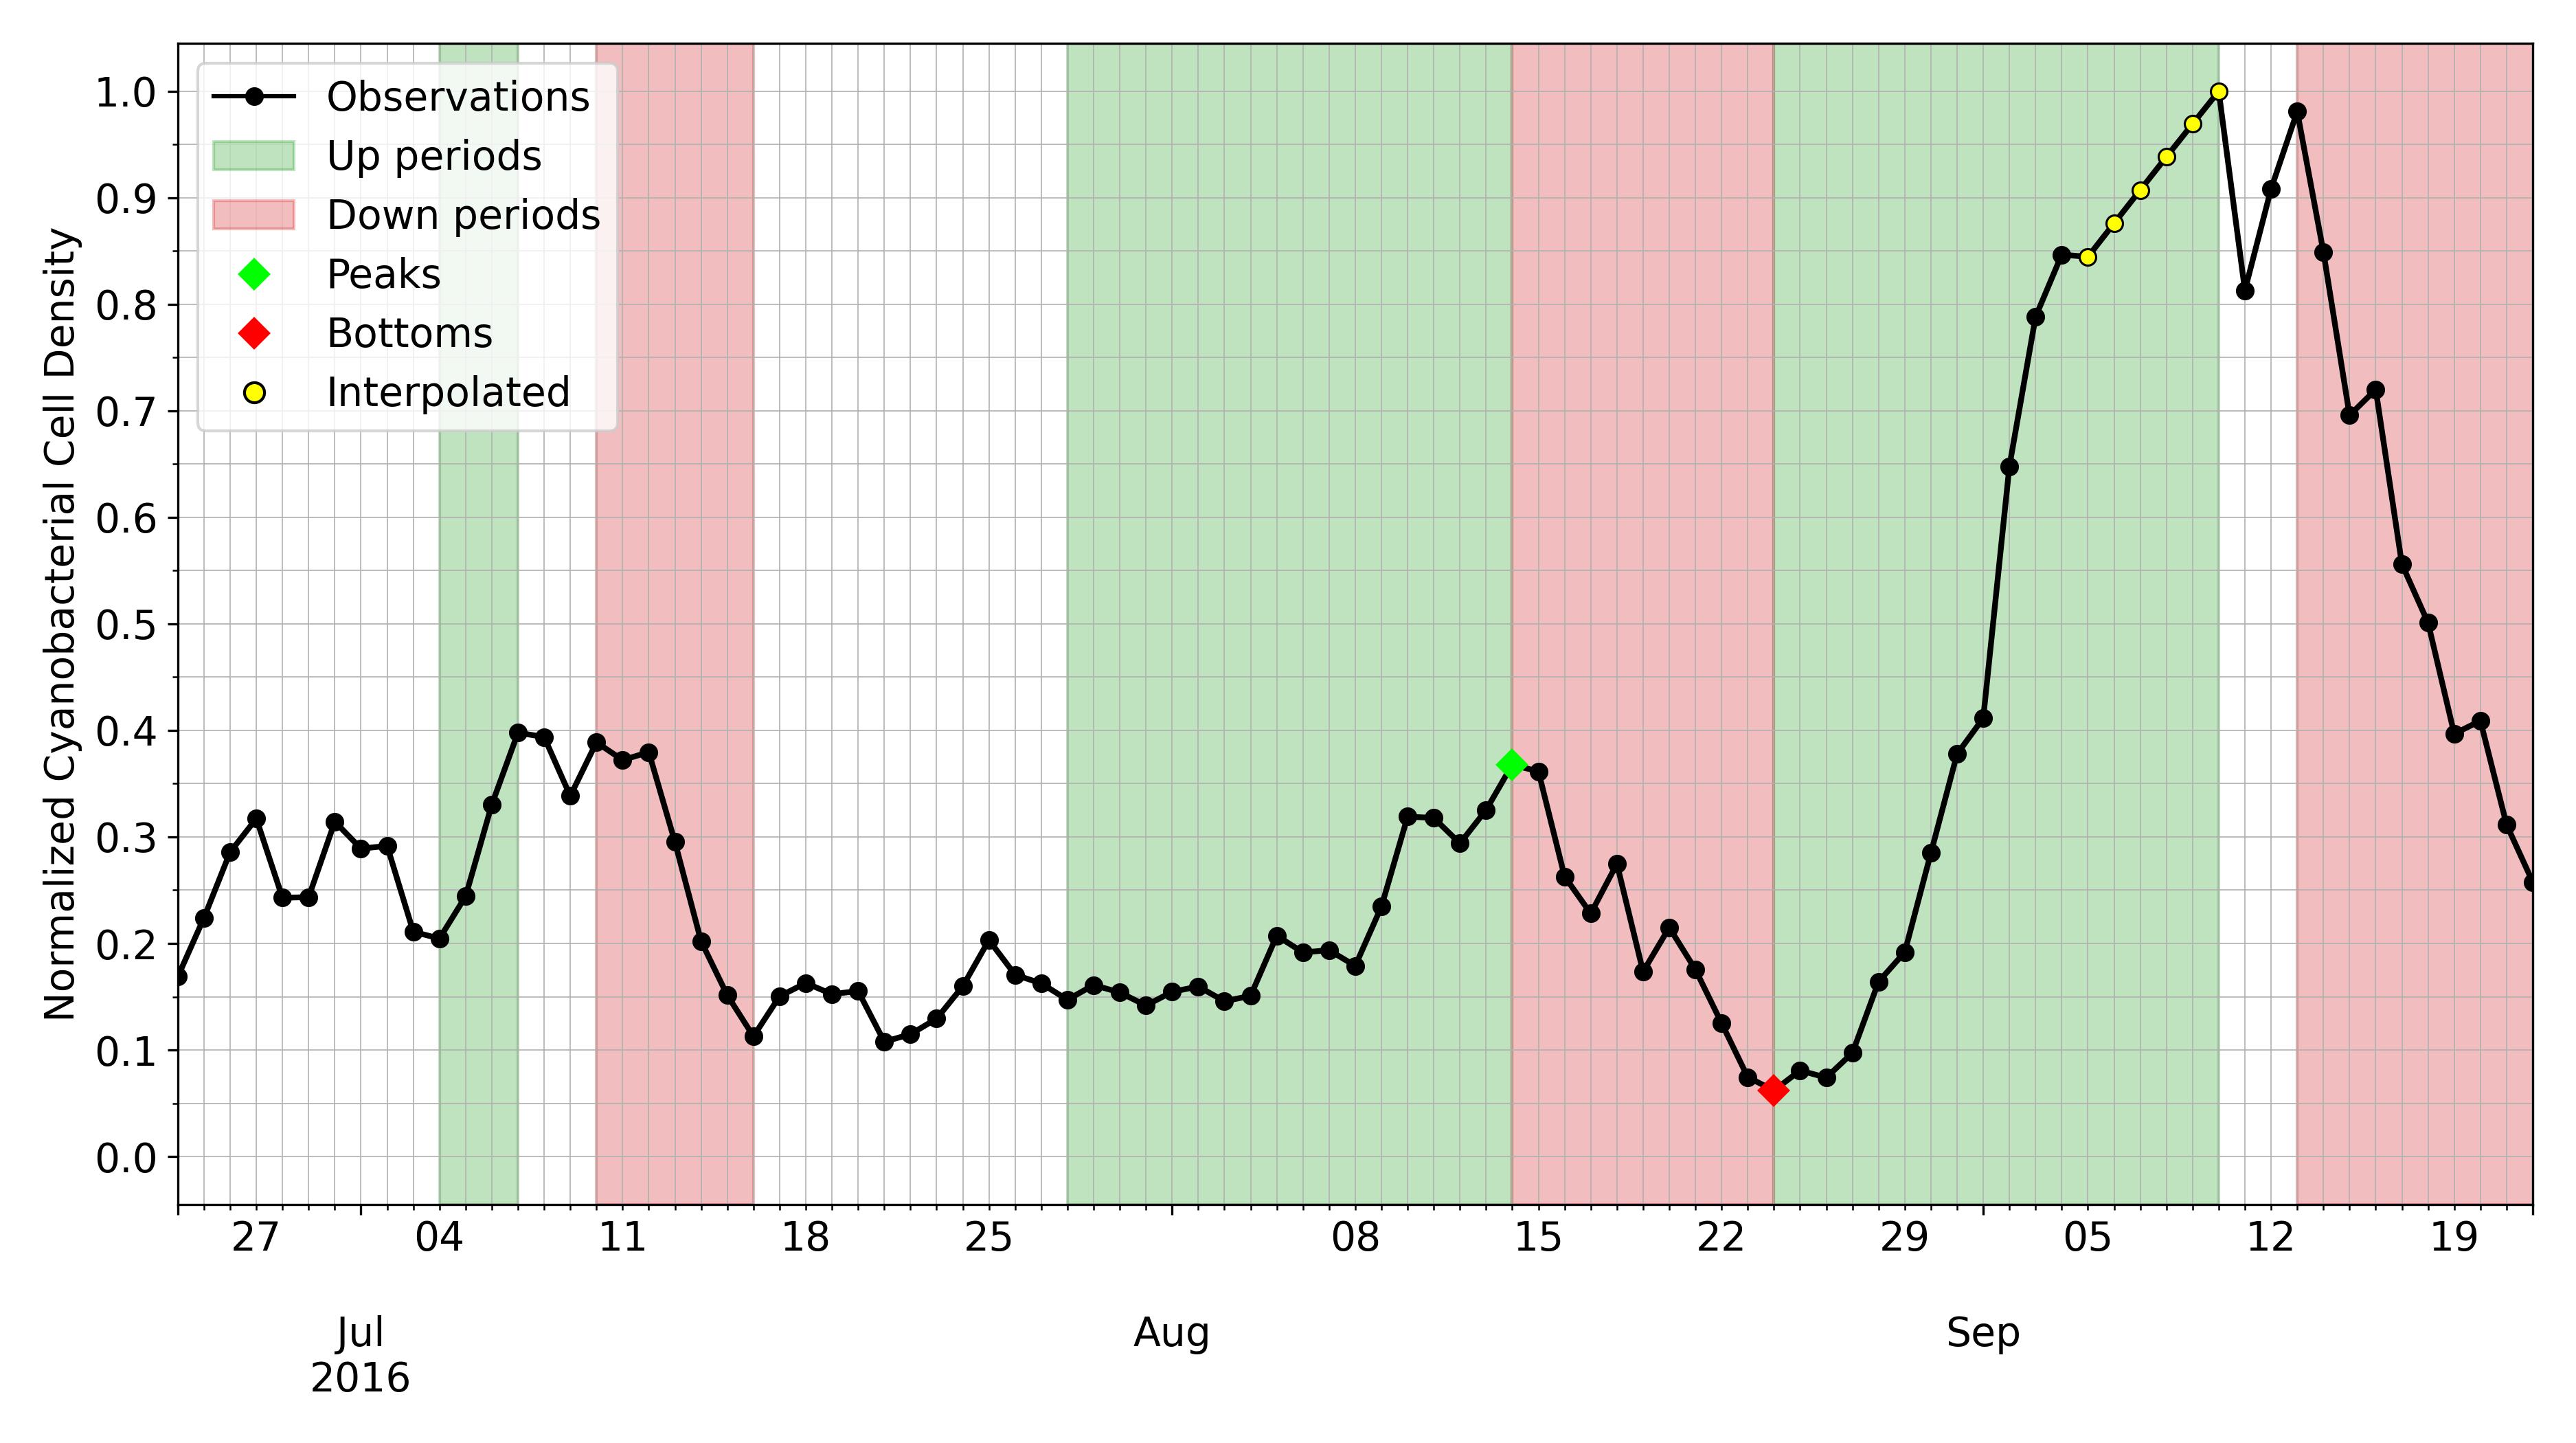 Normalized Cyanobacterial Cell Density
1.0
0.9
0.8
0.7
0.6
0.5
0.4
0.3
0.2
0.1
0.0
Observations
Up periods
Down periods
Peaks
Bottoms
Interpolated
27 04 11 18 25 08 15 22 29 05 12 19
Jul Aug Sep
2016